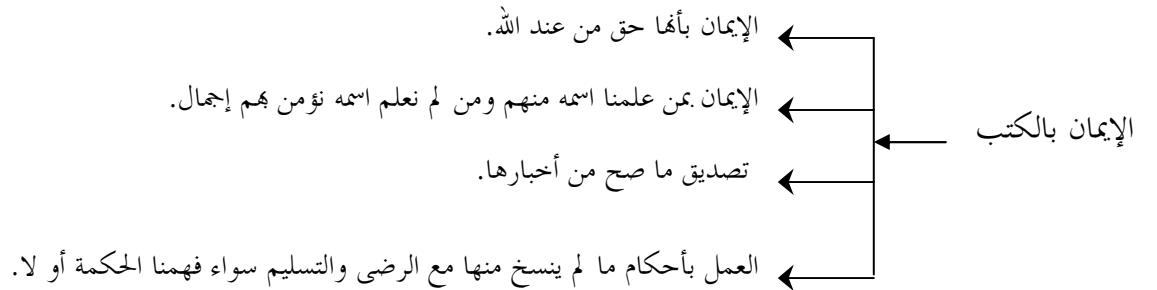 الإيمان بأنها حق من عند الله.
الإيمان بمن علمنا اسمه منهم ومن لم نعلم اسمه نؤمن بهم إجمال.
الإيمان بالكتب
تصديق ما صح من أخبارها.
العمل بأحكام ما لم ينسخ منها مع الرضى والتسليم سواء فهمنا الحكمة أو لا.